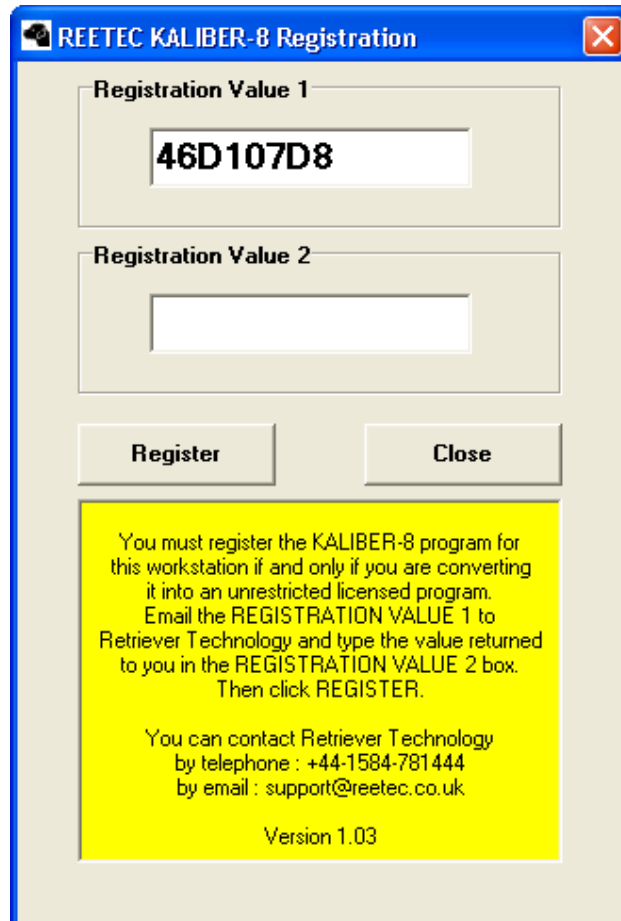 REETEC KALIBER-8 Registration
Registration Value 1
46D107D8
Registration Value 2
Register
Close
You must register the KALIBER-8 program for
this workstation if and only if you are converting
it into an unrestricted licensed program.
Email the REGISTRATION VALUE 1 to
Retriever Technology and type the value returned
to you in the REGISTRATION VALUE 2 box.
Then click REGISTER.
You can contact Retriever Technology
by telephone : +44-1584-781444
by email : support@reetec.co.uk
Version 1.03